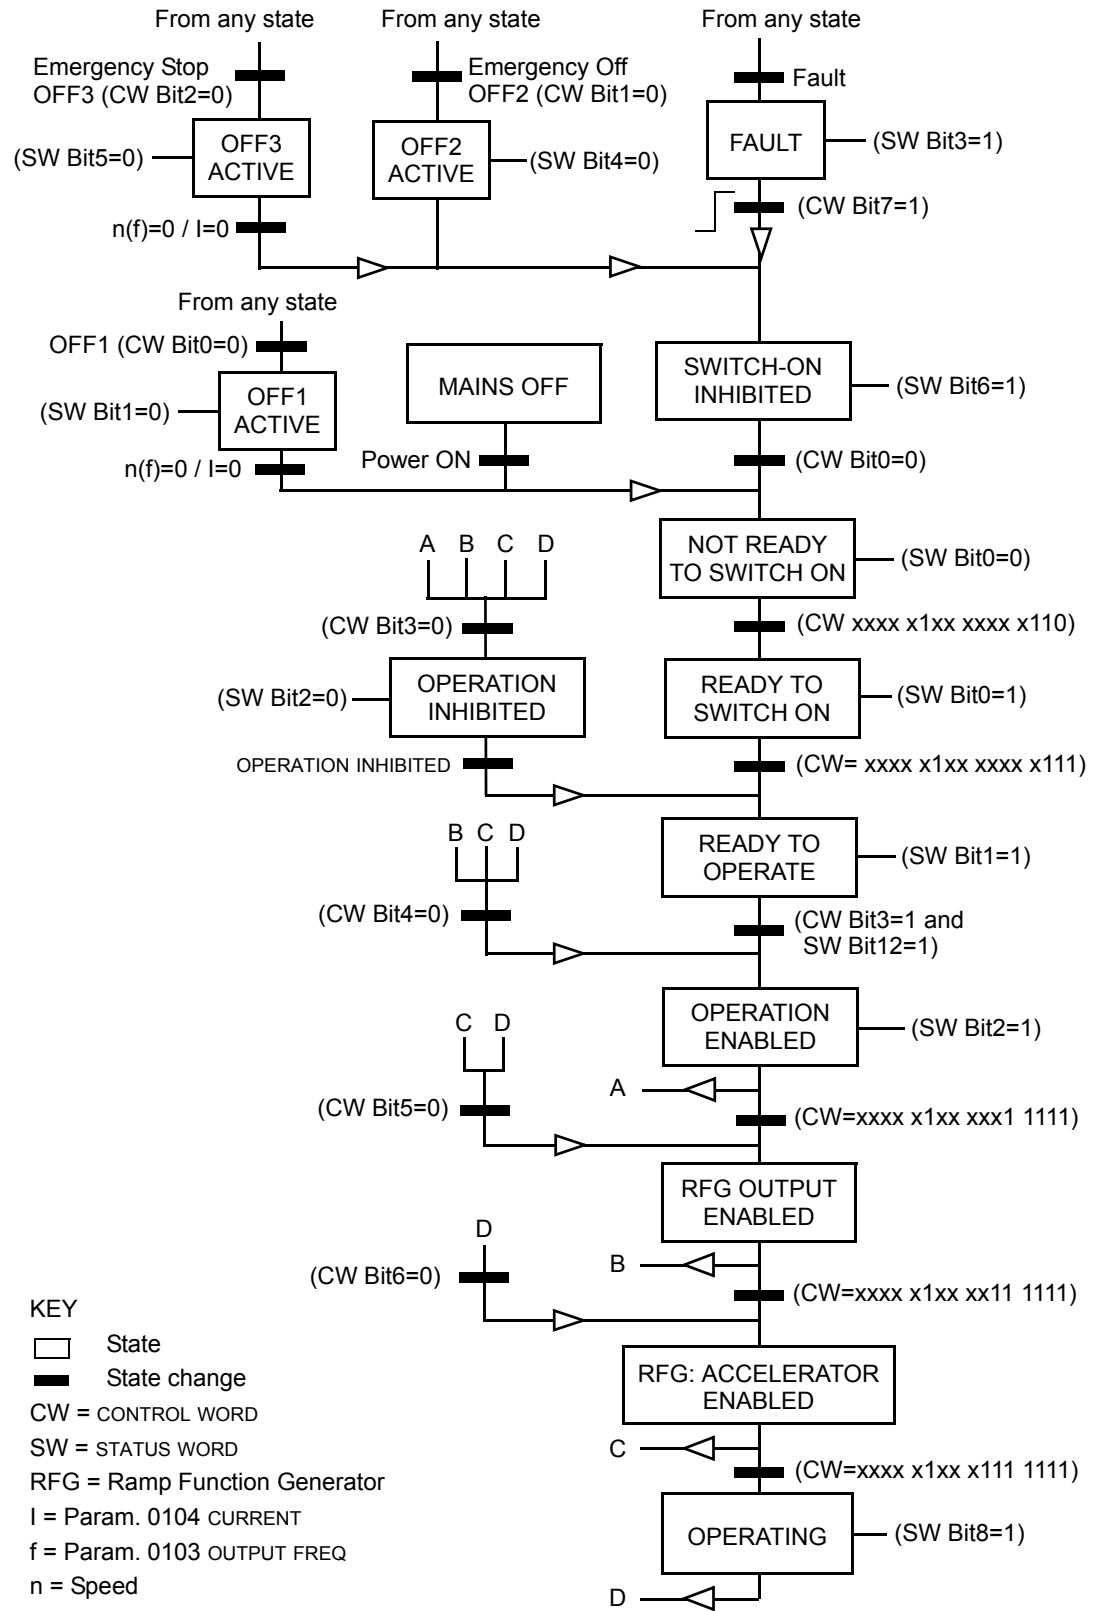 From any state
From any state
From any state
Emergency Stop
OFF3 (CW Bit2=0)
Emergency Off
OFF2 (CW Bit1=0)
Fault
OFF3
ACTIVE
(SW Bit5=0)
OFF2
ACTIVE
(SW Bit4=0)
FAULT
(SW Bit3=1)
n(f)=0 / I=0
(CW Bit7=1)
From any state
OFF1 (CW Bit0=0)
OFF1
ACTIVE
(SW Bit1=0)
MAINS OFF
SWITCH-ON
INHIBITED
(SW Bit6=1)
n(f)=0 / I=0
Power ON
(CW Bit0=0)
A B C D
NOT READY
TO SWITCH ON
(SW Bit0=0)
(CW Bit3=0)
(CW xxxx x1xx xxxx x110)
OPERATION
INHIBITED
(SW Bit2=0)
READY TO
SWITCH ON
(SW Bit0=1)
OPERATION INHIBITED
(CW= xxxx x1xx xxxx x111)
B C D
READY TO
OPERATE
(SW Bit1=1)
(CW Bit4=0)
(CW Bit3=1 and
SW Bit12=1)
C D
OPERATION
ENABLED
(SW Bit2=1)
A
(CW Bit5=0)
(CW=xxxx x1xx xxx1 1111)
RFG OUTPUT
ENABLED
D
B
(CW Bit6=0)
(CW=xxxx x1xx xx11 1111)
RFG: ACCELERATOR
ENABLED
C
(CW=xxxx x1xx x111 1111)
OPERATING
(SW Bit8=1)
D
KEY
State
State change
CW = CONTROL WORD
SW = STATUS WORD
RFG = Ramp Function Generator
I = Param. 0104 CURRENT
f = Param. 0103 OUTPUT FREQ
n = Speed